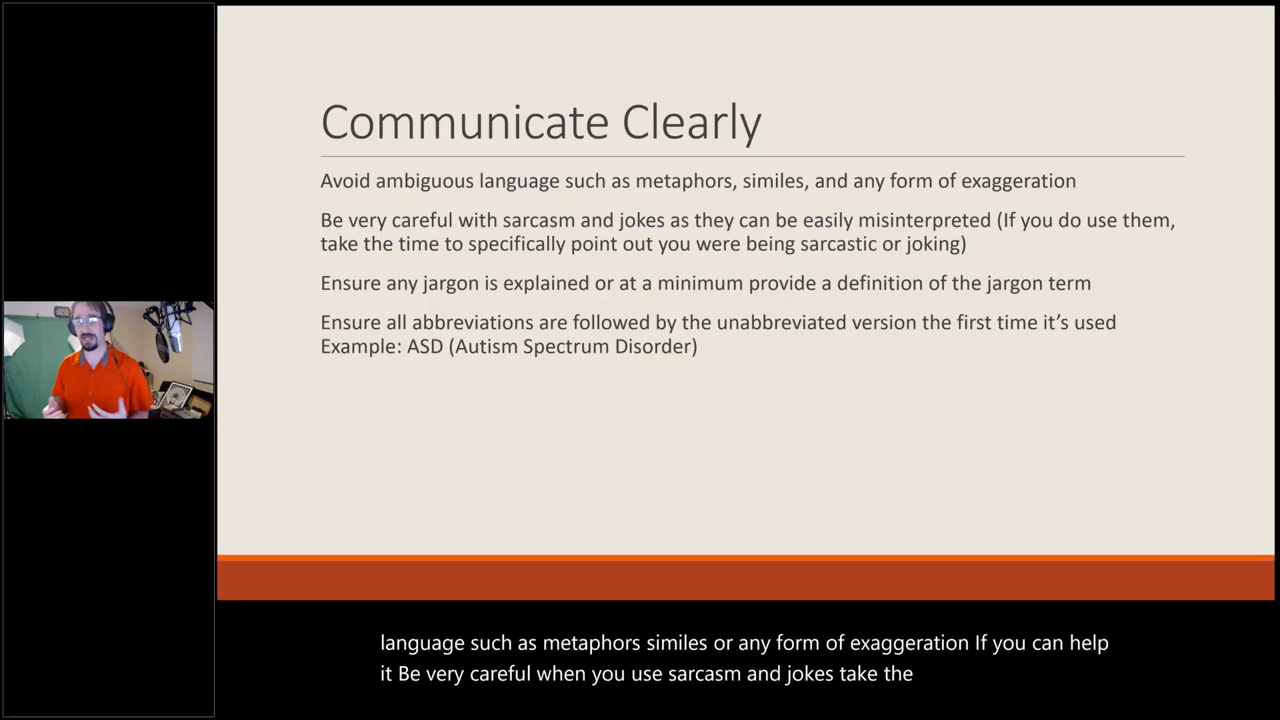 Communicate Clearly
Avoid ambiguous language such as metaphors, similes, and any form of exaggeration
Be very careful with sarcasm and jokes as they can be easily misinterpreted (If you do use them,
take the time to specifically point out you were being sarcastic or joking)
Ensure any jargon is explained or at a minimum provide a definition of the jargon term
Ensure all abbreviations are followed by the unabbreviated version the first time it’s used
Example: ASD (Autism Spectrum Disorder)
language such as metaphors similes or any form of exaggeration If you can help
it Be very careful when you use sarcasm and jokes take the